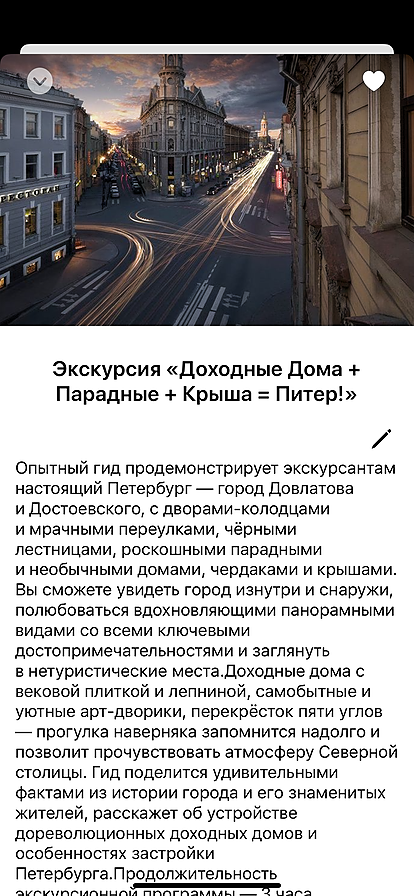 РЕСТОРАН
Экскурсия «Доходные Дома +
Парадные + Крыша = Питер!»
Опытный гид продемонстрирует экскурсантам
настоящий Петербург — город Довлатова
и Достоевского, с дворами-колодцами
и мрачными переулками, чёрными
лестницами, роскошными парадными
и необычными домами, чердаками и крышами.
Вы сможете увидеть город изнутри и снаружи,
полюбоваться вдохновляющими панорамными
видами со всеми ключевыми
достопримечательностями и заглянуть
в нетуристические места.Доходные дома с
вековой плиткой и лепниной, самобытные и
уютные арт-дворики, перекрёсток пяти углов
— прогулка наверняка запомнится надолго и
позволит прочувствовать атмосферу Северной
столицы. Гид поделится удивительными
фактами из истории города и его знаменитых
жителей, расскажет об устройстве
дореволюционных доходных домов и
особенностях застройки
Петербурга.Продолжительность
экскурсионной программы — 3 часа